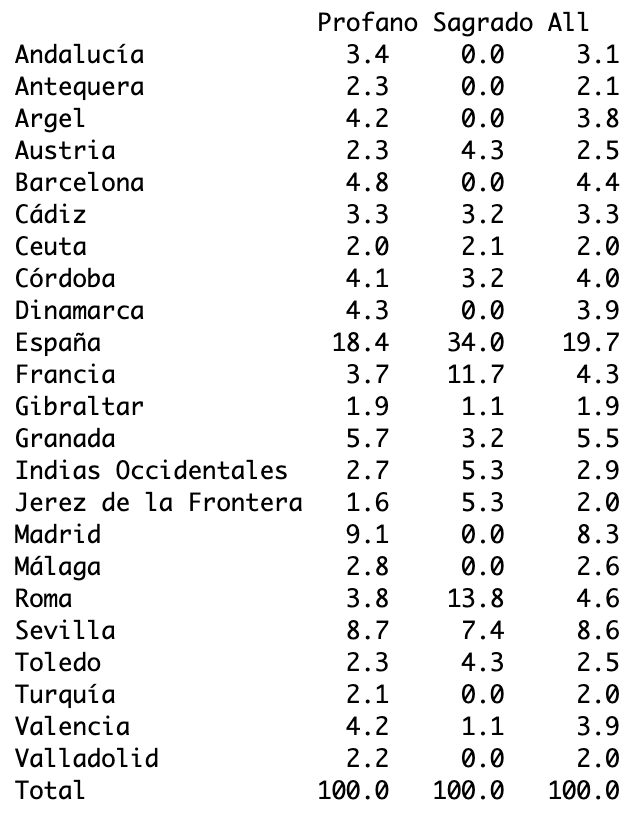 Profano Sagrado All
Andalucía 3.4 0.0 3.1
Antequera 2.3 0.0 2.1
Argel 4.2 0.0 3.8
Austria 2.3 4.3 2.5
Barcelona 4.8 0.0 4.4
Cádiz 3.3 3.2 3.3
Ceuta 2.0 2.1 2.0
Córdoba 4.1 3.2 4.0
Dinamarca 4.3 0.0 3.9
España 18.4 34.0 19.7
Francia 3.7 11.7 4.3
Gibraltar 1.9 1.1 1.9
Granada 5.7 3.2 5.5
Indias Occidentales 2.7 5.3 2.9
Jerez de la Frontera 1.6 5.3 2.0
Madrid 9.1 0.0 8.3
Málaga 2.8 0.0 2.6
Roma 3.8 13.8 4.6
Sevilla 8.7 7.4 8.6
Toledo 2.3 4.3 2.5
Turquía 2.1 0.0 2.0
Valencia 4.2 1.1 3.9
Valladolid 2.2 0.0 2.0
Total 100.0 100.0 100.0